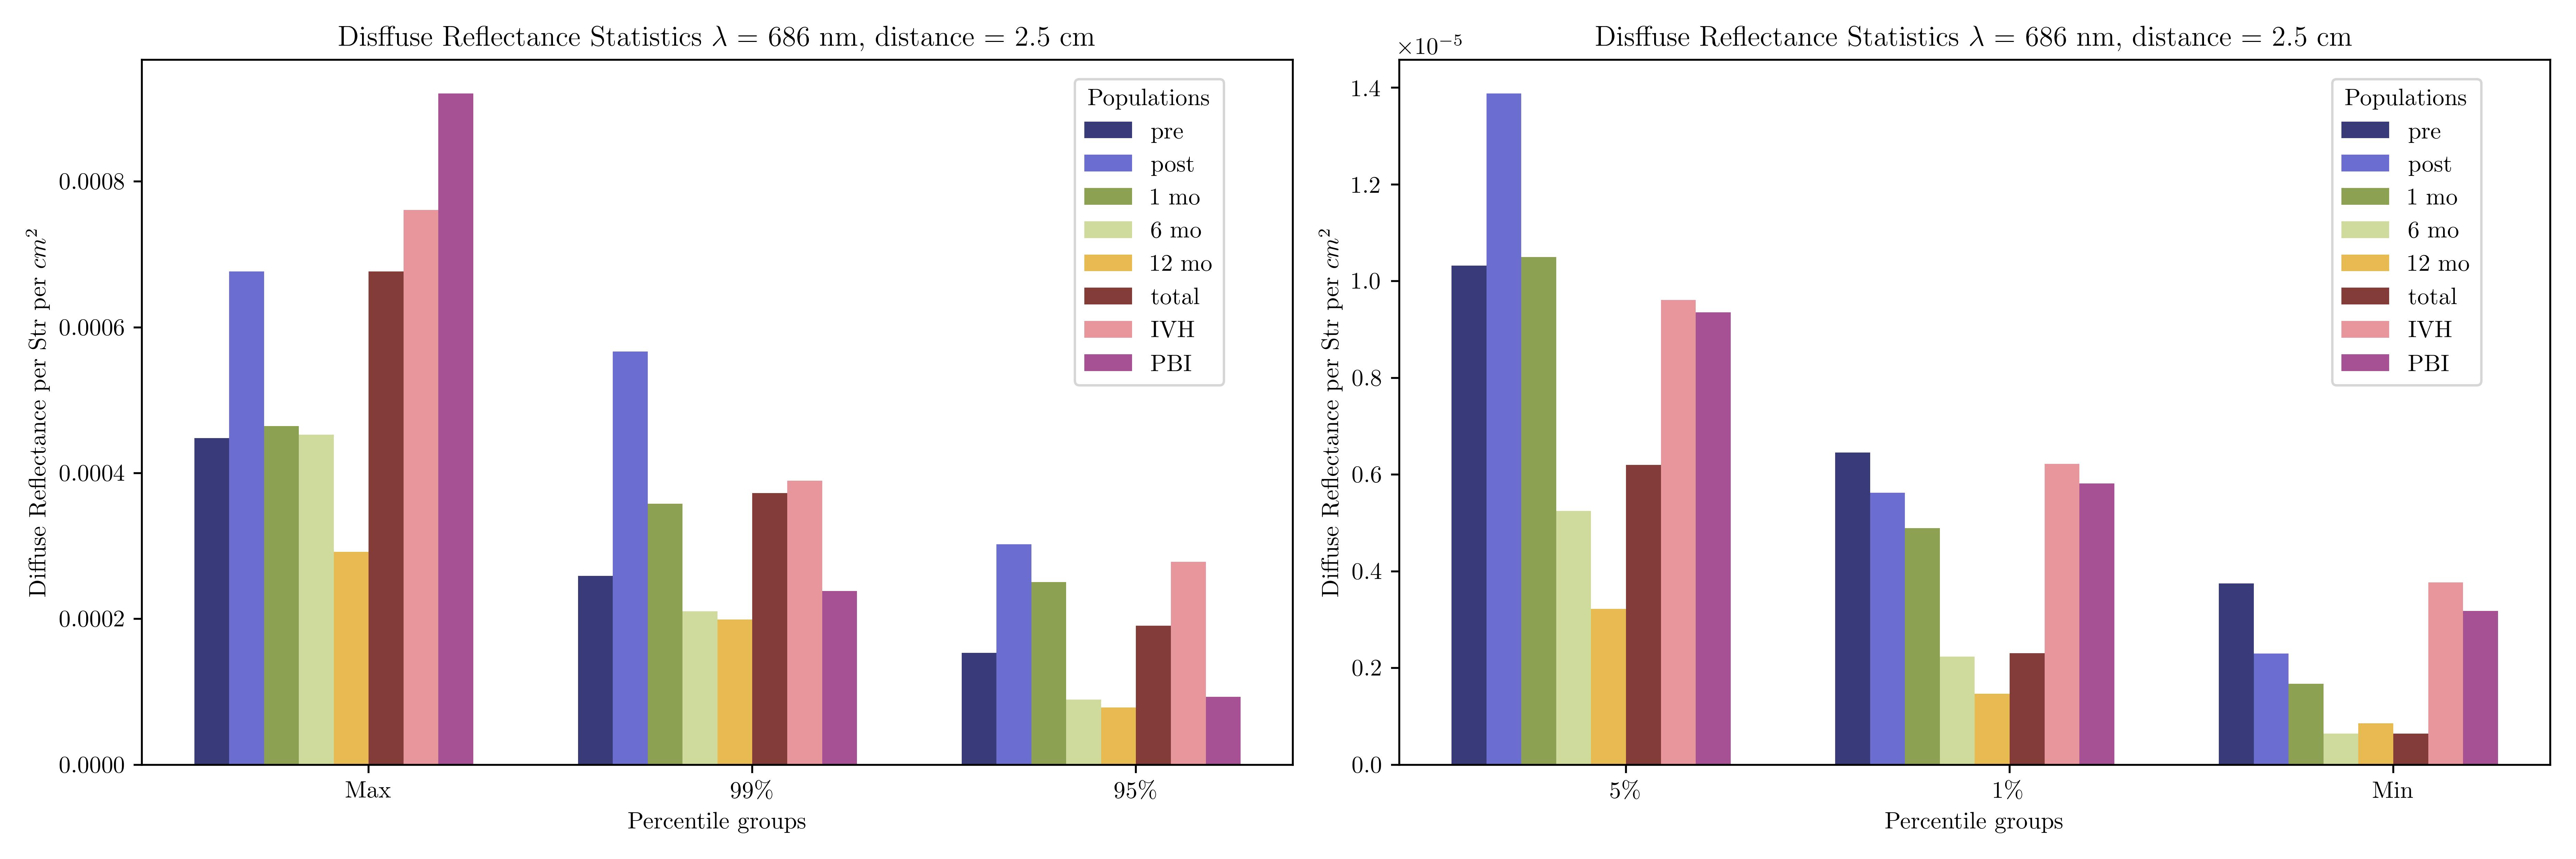 Disffuse Reflectance Statistics λ = 686 nm, distance = 2.5 cm
Diffuse Reflectance per Str per cm²
0.0008
0.0006
0.0004
0.0002
0.0000
Populations
pre
post
1 mo
6 mo
12 mo
total
IVH
PBI
Max
99%
95%
Percentile groups
Disffuse Reflectance Statistics λ = 686 nm, distance = 2.5 cm
×10⁻⁵
Diffuse Reflectance per Str per cm²
1.4
1.2
1.0
0.8
0.6
0.4
0.2
0.0
Populations
pre
post
1 mo
6 mo
12 mo
total
IVH
PBI
5%
1%
Min
Percentile groups